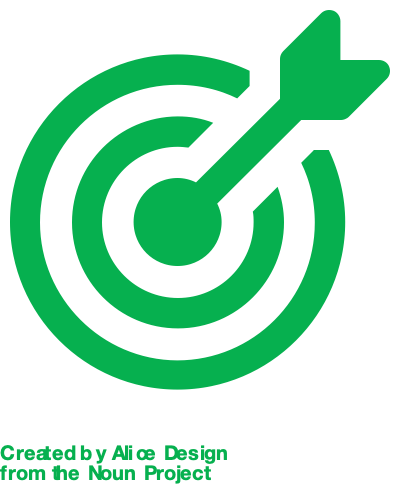 Created by Alice Design
from the Noun Project